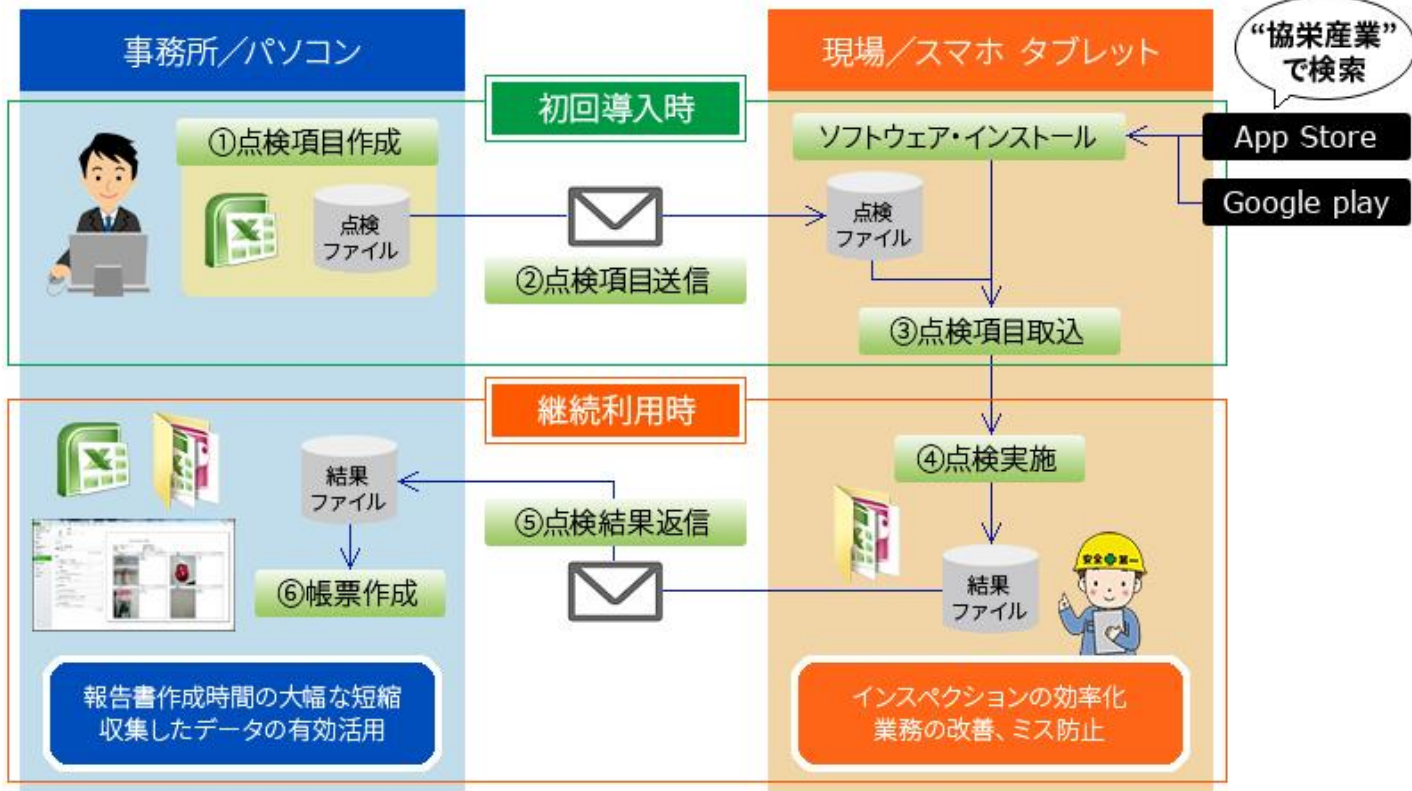 事務所／パソコン
現場／スマホ タブレット
“協栄産業”
で検索
初回導入時
①点検項目作成
点検
ファイル
②点検項目送信
ソフトウェア・インストール
App Store
Google play
点検
ファイル
③点検項目取込
継続利用時
④点検実施
結果
ファイル
⑤点検結果返信
⑥帳票作成
結果
ファイル
安全 第一
報告書作成時間の大幅な短縮
収集したデータの有効活用
インスペクションの効率化
業務の改善、ミス防止